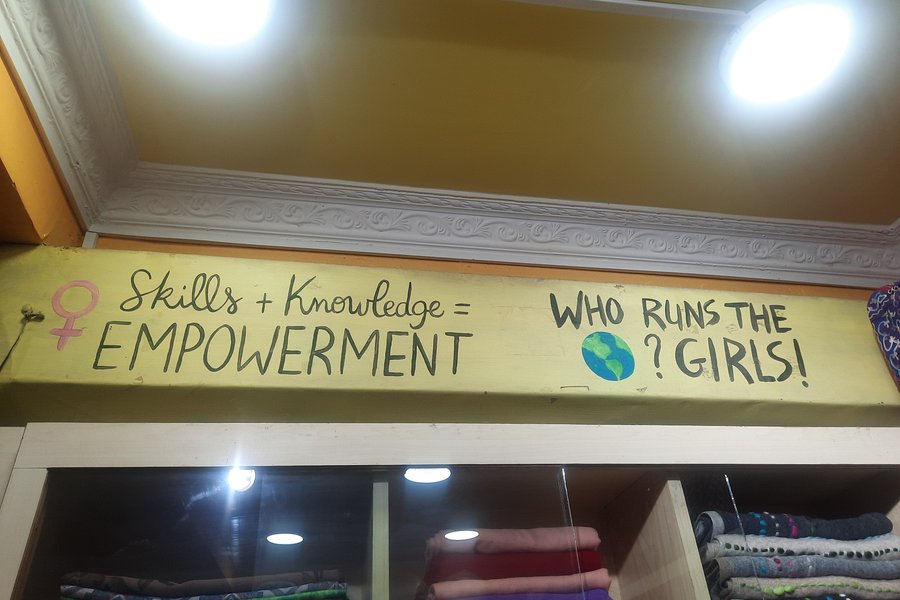 Skills + Knowledge =
EMPOWERMENT
WHO RUNS THE
? GIRLS!